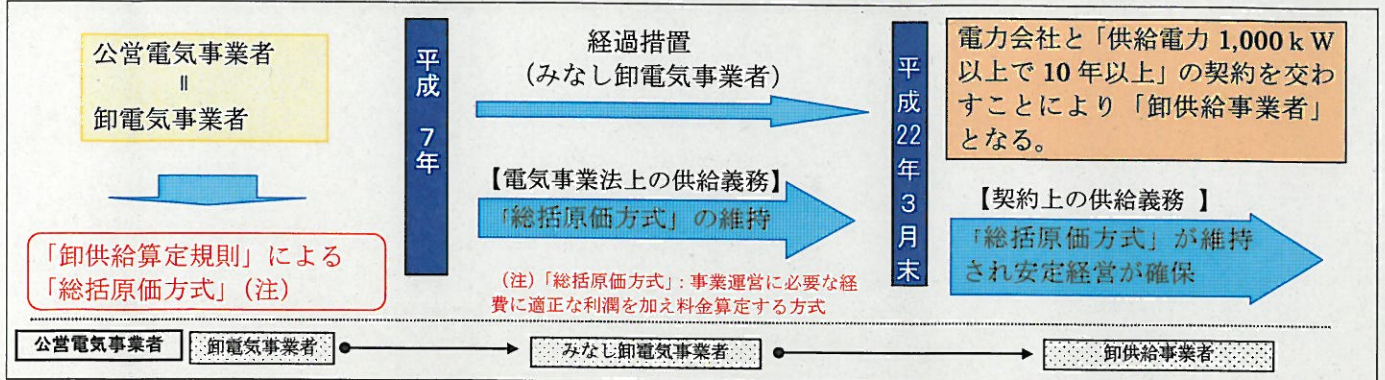 公営電気事業者
॥
卸電気事業者
「卸供給算定規則」による
「総括原価方式」（注）
平成 7年
経過措置
（みなし卸電気事業者）
【電気事業法上の供給義務】
「総括原価方式」の維持
（注）「総括原価方式」：事業運営に必要な経
費に適正な利潤を加え料金算定する方式
平成22年3月末
電力会社と「供給電力 1,000ｋW
以上で 10 年以上」の契約を交わ
すことにより「卸供給事業者」
となる。
【契約上の供給義務 】
「総括原価方式」が維持
され安定経営が確保
公営電気事業者
卸電気事業者
みなし卸電気事業者
卸供給事業者